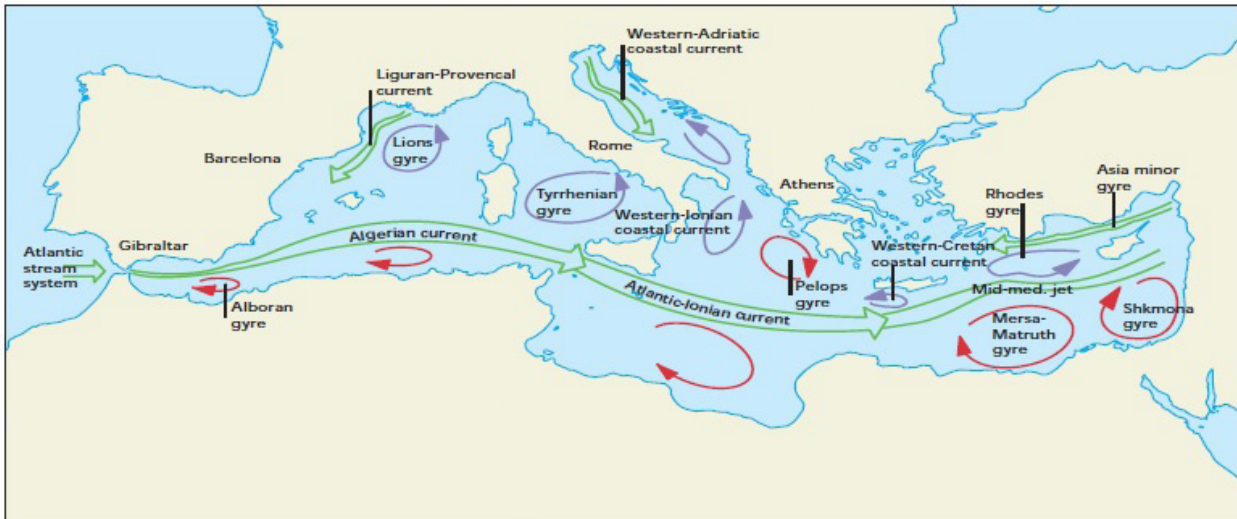 Western-Adriatic
coastal current
Liguran-Provencal
current
Lions
gyre
Barcelona
Rome
Tyrrhenian
gyre
Western-Ionian
coastal current
Athens
Asia minor
gyre
Rhodes
gyre
Western-Cretan
coastal current
Atlantic
stream
system
Gibraltar
Algerian current
Alboran
gyre
Pelops
gyre
Atlantic-Ionian current
Mid-med. jet
Mersa-
Matruth
gyre
Shkmona
gyre